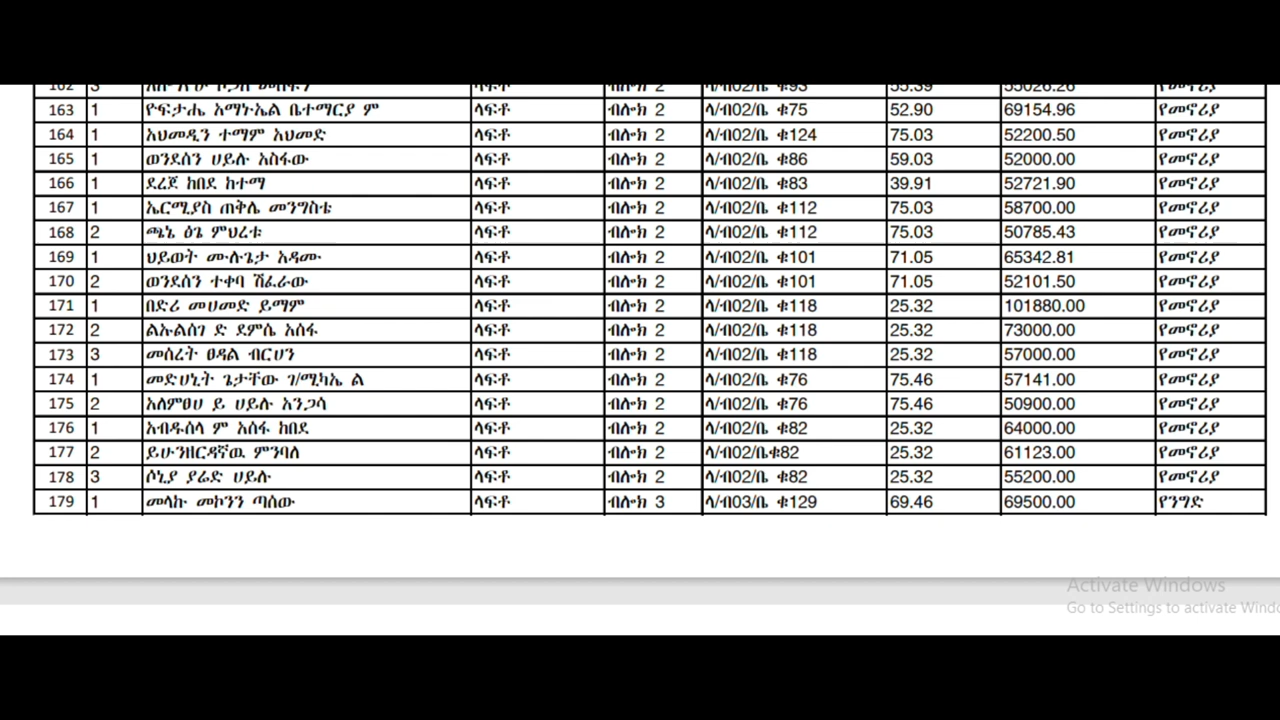 163 1 ዮፍታሔ አማኑኤል ቤተማርያ ም ላፍቶ ብሎክ 2 ላ/ብ02/ቤ ቁ75 52.90 69154.96 የመኖሪያ
164 1 አህመዲን ተማም አህመድ ላፍቶ ብሎክ 2 ላ/ብ02/ቤ ቁ124 75.03 52200.50 የመኖሪያ
165 1 ወንደሰን ሀይሉ አስፋው ላፍቶ ብሎክ 2 ላ/ብ02/ቤ ቁ86 59.03 52000.00 የመኖሪያ
166 1 ደረጀ ከበደ ከተማ ላፍቶ ብሎክ 2 ላ/ብ02/ቤ ቁ83 39.91 52721.90 የመኖሪያ
167 1 ኤርሚያስ ጠቅሌ መንግስቴ ላፍቶ ብሎክ 2 ላ/ብ02/ቤ ቁ112 75.03 58700.00 የመኖሪያ
168 2 ጫኔ ፅጌ ምህረቱ ላፍቶ ብሎክ 2 ላ/ብ02/ቤ ቁ112 75.03 50785.43 የመኖሪያ
169 1 ህይወት ሙሉጌታ አዳሙ ላፍቶ ብሎክ 2 ላ/ብ02/ቤ ቁ101 71.05 65342.81 የመኖሪያ
170 2 ወንደሰን ተቀባ ሽፈራው ላፍቶ ብሎክ 2 ላ/ብ02/ቤ ቁ101 71.05 52101.50 የመኖሪያ
171 1 በድሪ መሀመድ ይማም ላፍቶ ብሎክ 2 ላ/ብ02/ቤ ቁ118 25.32 101880.00 የመኖሪያ
172 2 ልኡልሰገ ድ ደምሴ አሰፋ ላፍቶ ብሎክ 2 ላ/ብ02/ቤ ቁ118 25.32 73000.00 የመኖሪያ
173 3 መሰረት ፀዳል ብርሀን ላፍቶ ብሎክ 2 ላ/ብ02/ቤ ቁ118 25.32 57000.00 የመኖሪያ
174 1 መድሀኒት ጌታቸው ገ/ሚካኤ ል ላፍቶ ብሎክ 2 ላ/ብ02/ቤ ቁ76 75.46 57141.00 የመኖሪያ
175 2 አለምፀሀ ይ ሀይሉ አንጋሳ ላፍቶ ብሎክ 2 ላ/ብ02/ቤ ቁ76 75.46 50900.00 የመኖሪያ
176 1 አብዱሰላ ም አሰፋ ከበደ ላፍቶ ብሎክ 2 ላ/ብ02/ቤ ቁ82 25.32 64000.00 የመኖሪያ
177 2 ይሁንዘርዳኛዉ ምንባለ ላፍቶ ብሎክ 2 ላ/ብ02/ቤቁ82 25.32 61123.00 የመኖሪያ
178 3 ሶኒያ ያሬድ ሀይሉ ላፍቶ ብሎክ 2 ላ/ብ02/ቤ ቁ82 25.32 55200.00 የመኖሪያ
179 1 መላኩ መኮንን ጣሰው ላፍቶ ብሎክ 3 ላ/ብ03/ቤ ቁ129 69.46 69500.00 የንግድ
Activate Windows
Go to Settings to activate